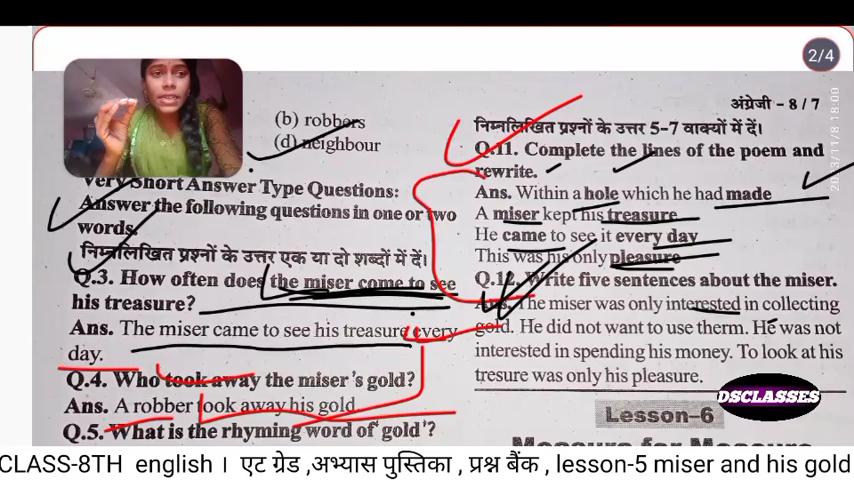 2/4
2023/11/8 18:00
अंग्रेजी - 8 / 7
(b) robbers
(d) neighbour
Very Short Answer Type Questions:
Answer the following questions in one or two
words.
निम्नलिखित प्रश्नों के उत्तर एक या दो शब्दों में दें।
Q.3. How often does the miser come to see
his treasure?
Ans. The miser came to see his treasure every
day.
Q.4. Who took away the miser's gold?
Ans. A robber took away his gold
Q.5. What is the rhyming word of gold'?
निम्नलिखित प्रश्नों के उत्तर 5-7 वाक्यों में दें।
Q.11. Complete the lines of the poem and
rewrite.
Ans. Within a hole which he had made
A miser kept his treasure
He came to see it every day
This was his only pleasure
Q.12. Write five sentences about the miser.
Ans. The miser was only interested in collecting
gold. He did not want to use therm. He was not
interested in spending his money. To look at his
tresure was only his pleasure.
DSCLASSES
Lesson-6
Measure for Measure
CLASS-8TH english । एट ग्रेड ,अभ्यास पुस्तिका , प्रश्न बैंक , lesson-5 miser and his gold